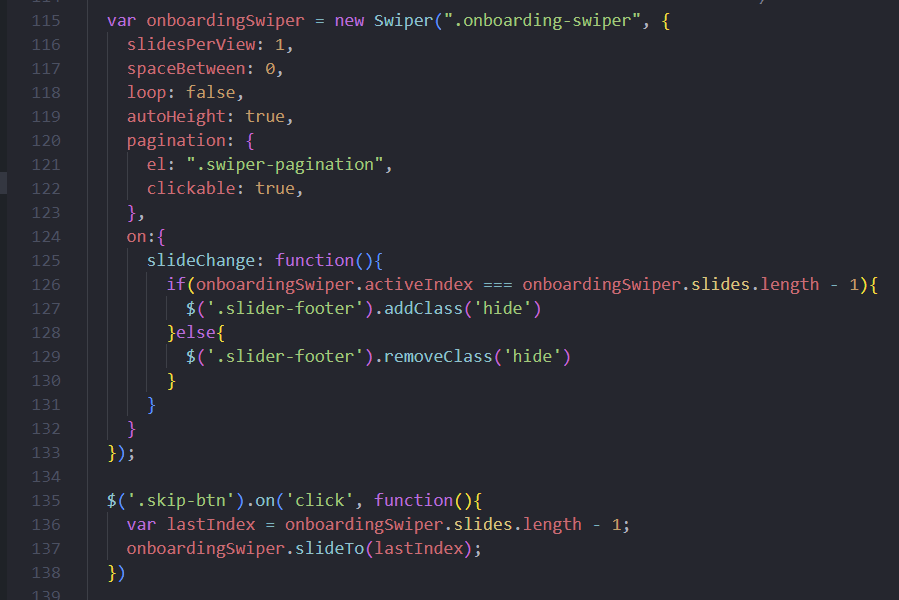 115 var onboardingSwiper = new Swiper(".onboarding-swiper", {
116 slidesPerView: 1,
117 spaceBetween: 0,
118 loop: false,
119 autoHeight: true,
120 pagination: {
121 el: ".swiper-pagination",
122 clickable: true,
123 },
124 on:{
125 slideChange: function(){
126 if(onboardingSwiper.activeIndex === onboardingSwiper.slides.length - 1){
127 $('.slider-footer').addClass('hide')
128 }else{
129 $('.slider-footer').removeClass('hide')
130 }
131 }
132 }
133 });
134
135 $('.skip-btn').on('click', function(){
136 var lastIndex = onboardingSwiper.slides.length - 1;
137 onboardingSwiper.slideTo(lastIndex);
138 })
139